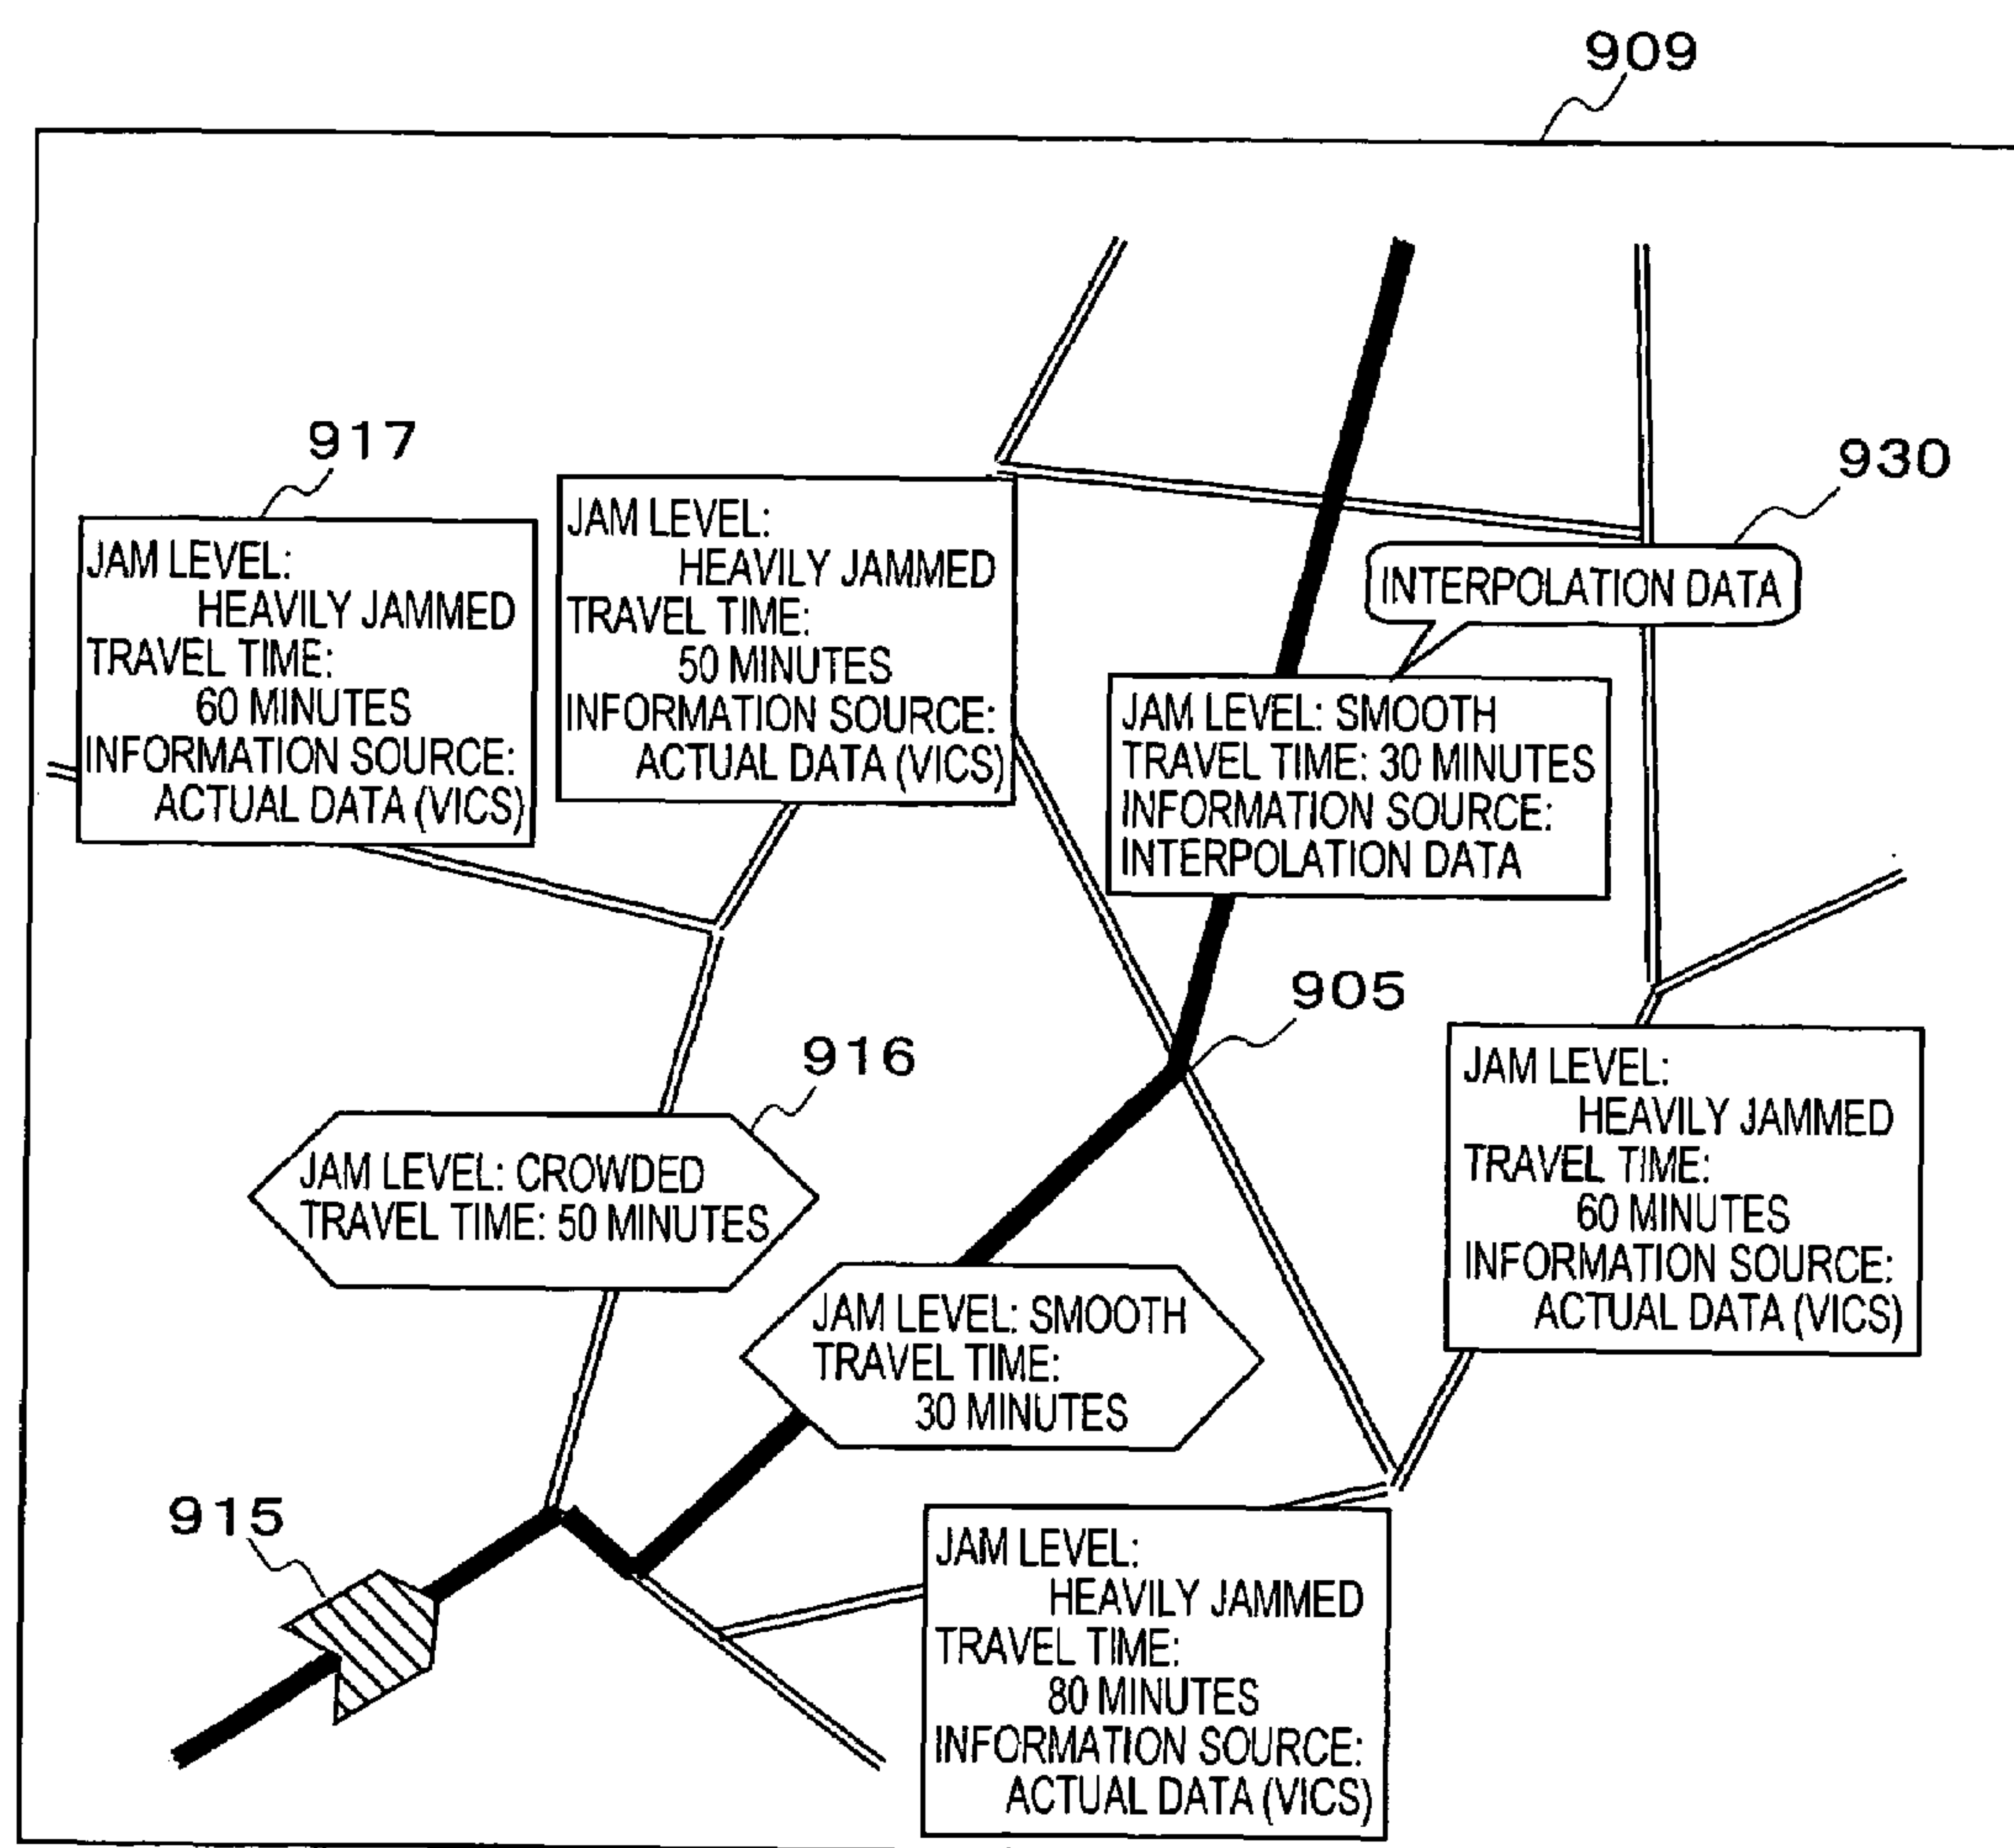 909
917
930
JAM LEVEL:
HEAVILY JAMMED
TRAVEL TIME:
60 MINUTES
INFORMATION SOURCE:
ACTUAL DATA (VICS)
JAM LEVEL:
HEAVILY JAMMED
TRAVEL TIME:
50 MINUTES
INFORMATION SOURCE:
ACTUAL DATA (VICS)
INTERPOLATION DATA
JAM LEVEL: SMOOTH
TRAVEL TIME: 30 MINUTES
INFORMATION SOURCE:
INTERPOLATION DATA
905
916
JAM LEVEL: CROWDED
TRAVEL TIME: 50 MINUTES
JAM LEVEL:
HEAVILY JAMMED
TRAVEL TIME:
60 MINUTES
INFORMATION SOURCE:
ACTUAL DATA (VICS)
JAM LEVEL: SMOOTH
TRAVEL TIME:
30 MINUTES
915
JAM LEVEL:
HEAVILY JAMMED
TRAVEL TIME:
80 MINUTES
INFORMATION SOURCE:
ACTUAL DATA (VICS)